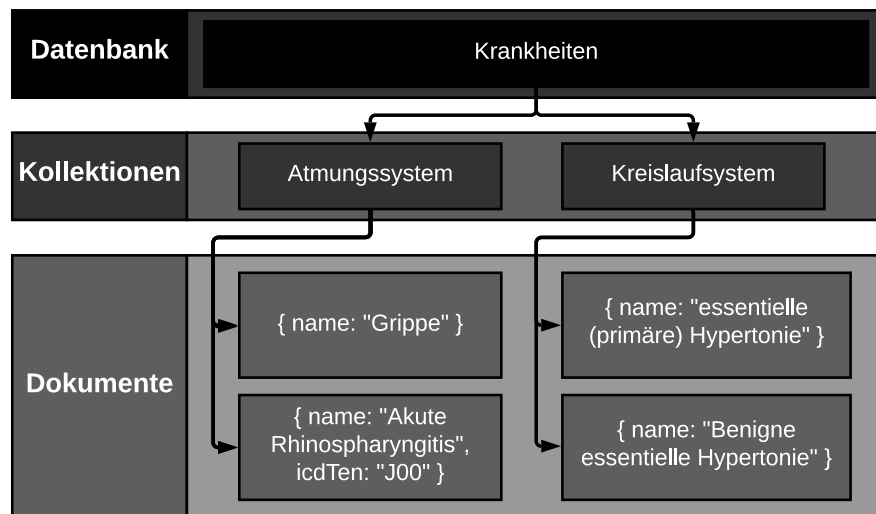 Datenbank
Krankheiten
Kollektionen
Atmungssystem
Kreislaufsystem
Dokumente
{ name: "Grippe" }
{ name: "essentielle
(primäre) Hypertonie" }
{ name: "Akute
Rhinospharyngitis",
icdTen: "J00" }
{ name: "Benigne
essentielle Hypertonie" }